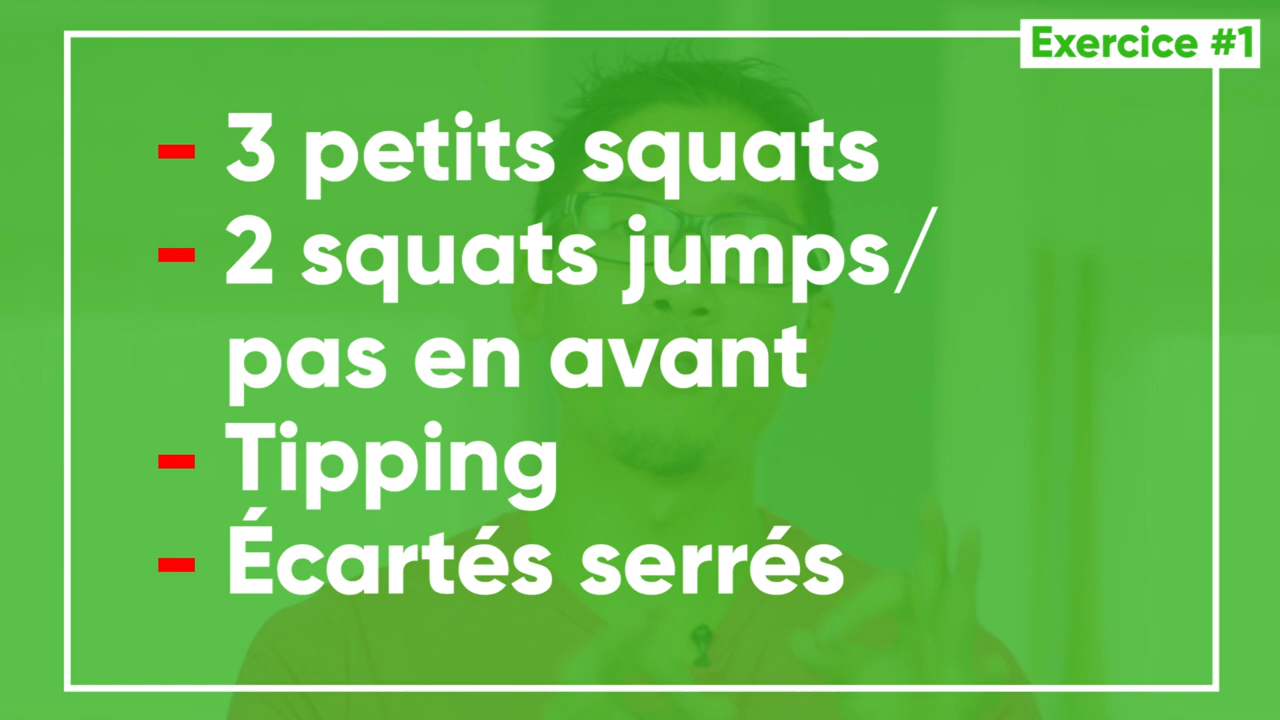 Exercice #1
- 3 petits squats
- 2 squats jumps/
pas en avant
- Tipping
- Écartés serrés